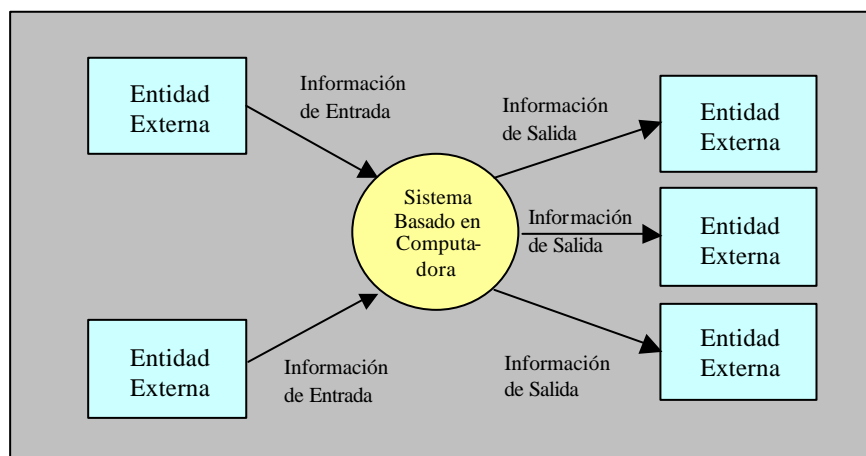 Entidad
Externa
Información
de Entrada
Información
de Salida
Entidad
Externa
Sistema
Basado en
Computa-
dora
Información
de Salida
Entidad
Externa
Entidad
Externa
Información
de Entrada
Información
de Salida
Entidad
Externa